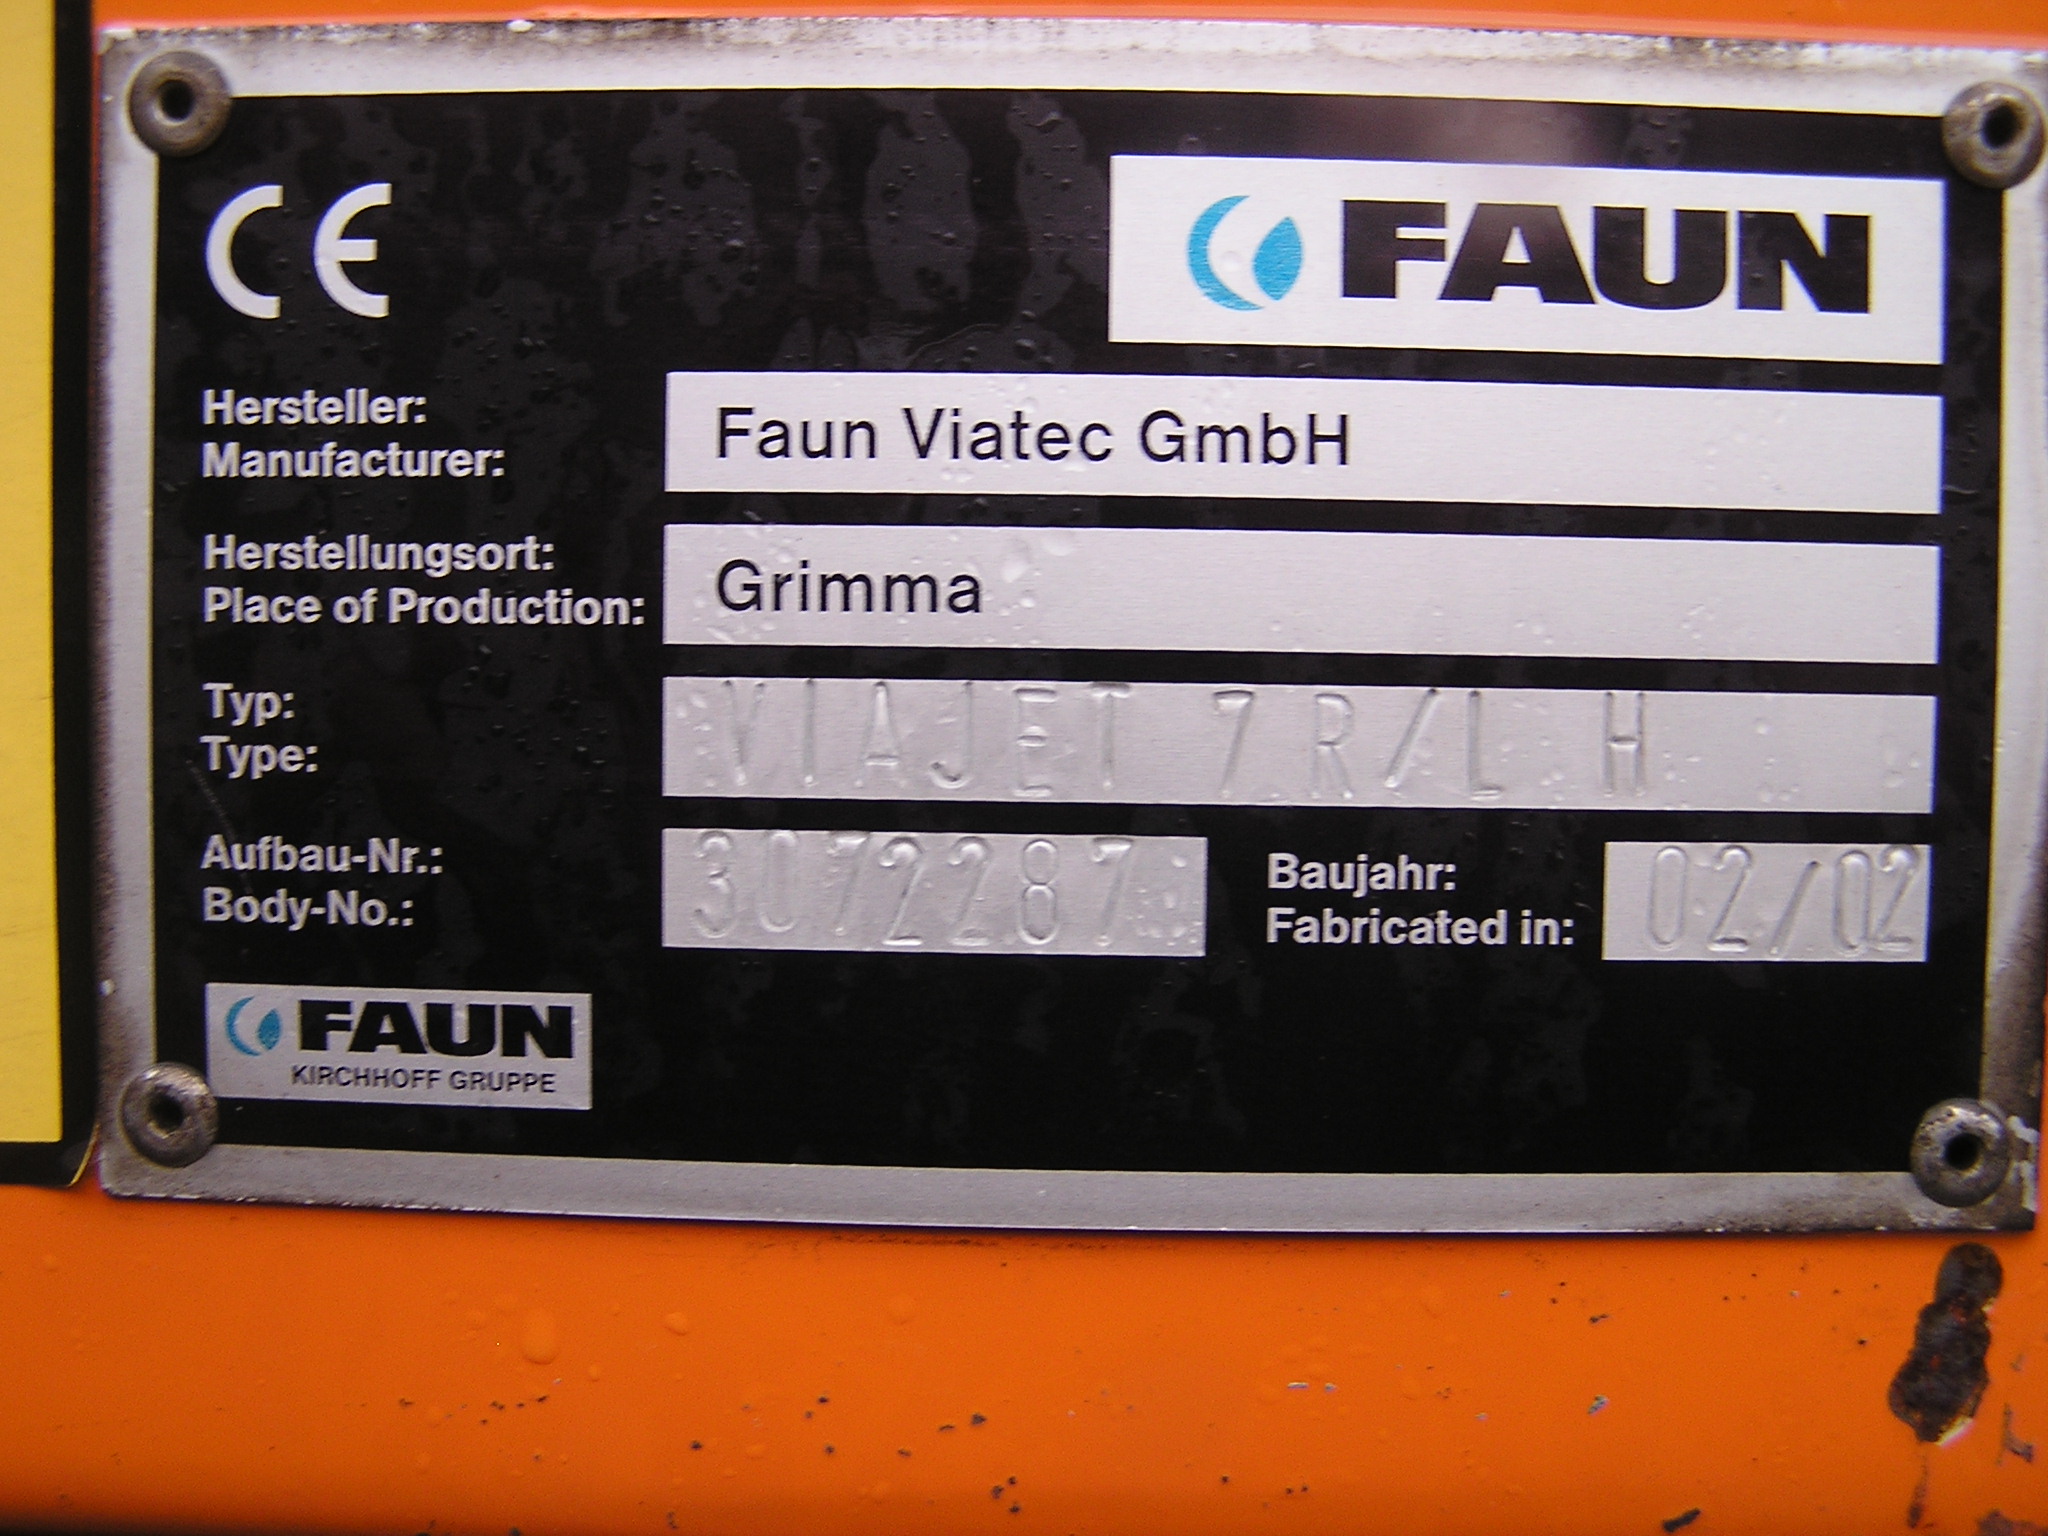 CE
FAUN
Hersteller:
Manufacturer:
Faun Viatec GmbH
Herstellungsort:
Place of Production:
Grimma
Typ:
Type:
VIAJET 7 R/L H
Aufbau-Nr.:
Body-No.:
3072287
Baujahr:
Fabricated in:
02/02
FAUN
KIRCHHOFF GRUPPE